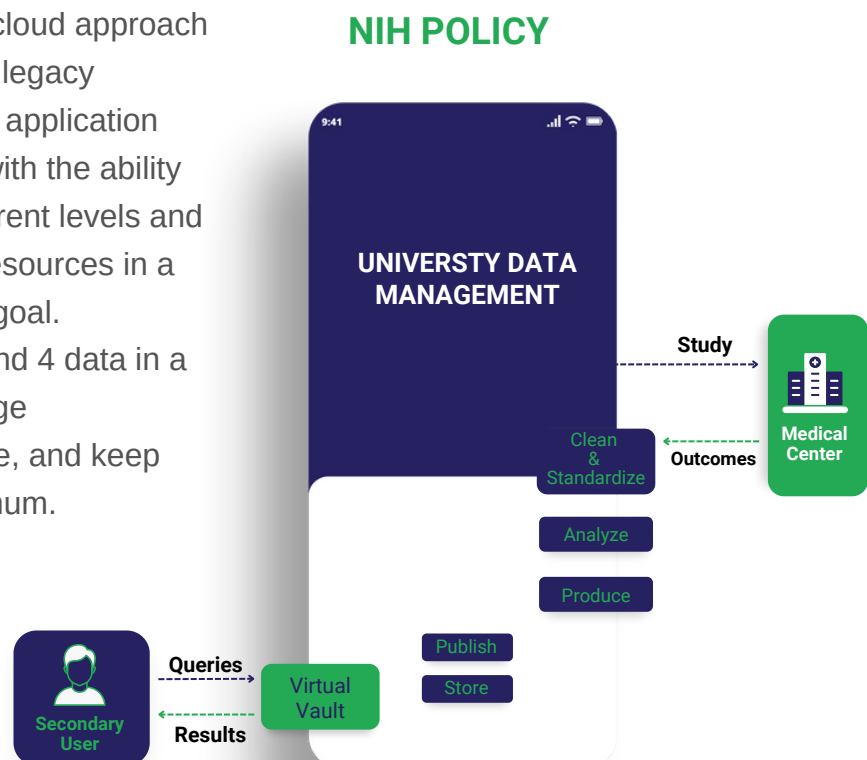 cloud approach
legacy
application
with the ability
rent levels and
esources in a
goal.
nd 4 data in a
ge
e, and keep
num.
NIH POLICY
9:41
UNIVERSTY DATA
MANAGEMENT
Study
Medical
Center
Outcomes
Clean
&
Standardize
Analyze
Produce
Publish
Store
Virtual
Vault
Queries
Results
Secondary
User